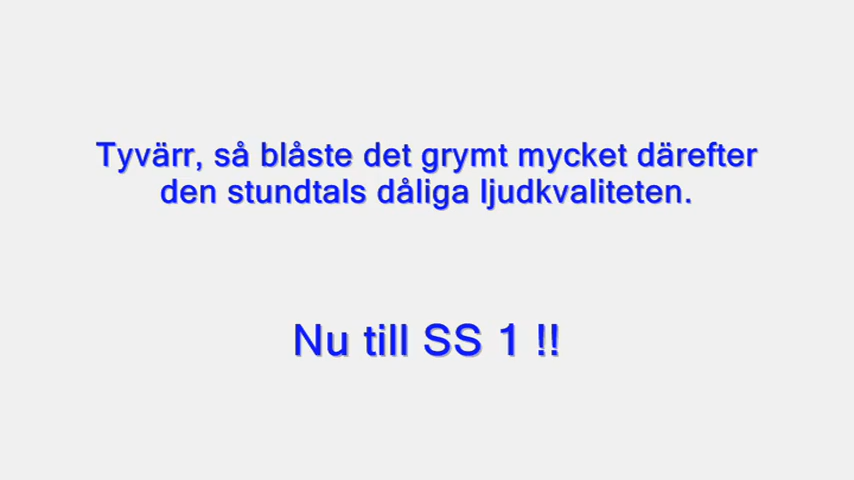 Tyvärr, så blåste det grymt mycket därefter
den stundtals dåliga ljudkvaliteten.
Nu till SS 1 !!